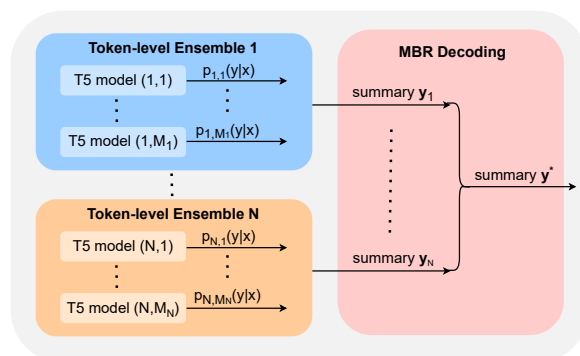 Token-level Ensemble 1
T5 model (1,1)
p₁,₁(y|x)
T5 model (1,M₁)
p₁,M₁(y|x)
Token-level Ensemble N
T5 model (N,1)
pN,1(y|x)
T5 model (N,MN)
pN,MN(y|x)
MBR Decoding
summary y₁
summary yN
summary y*